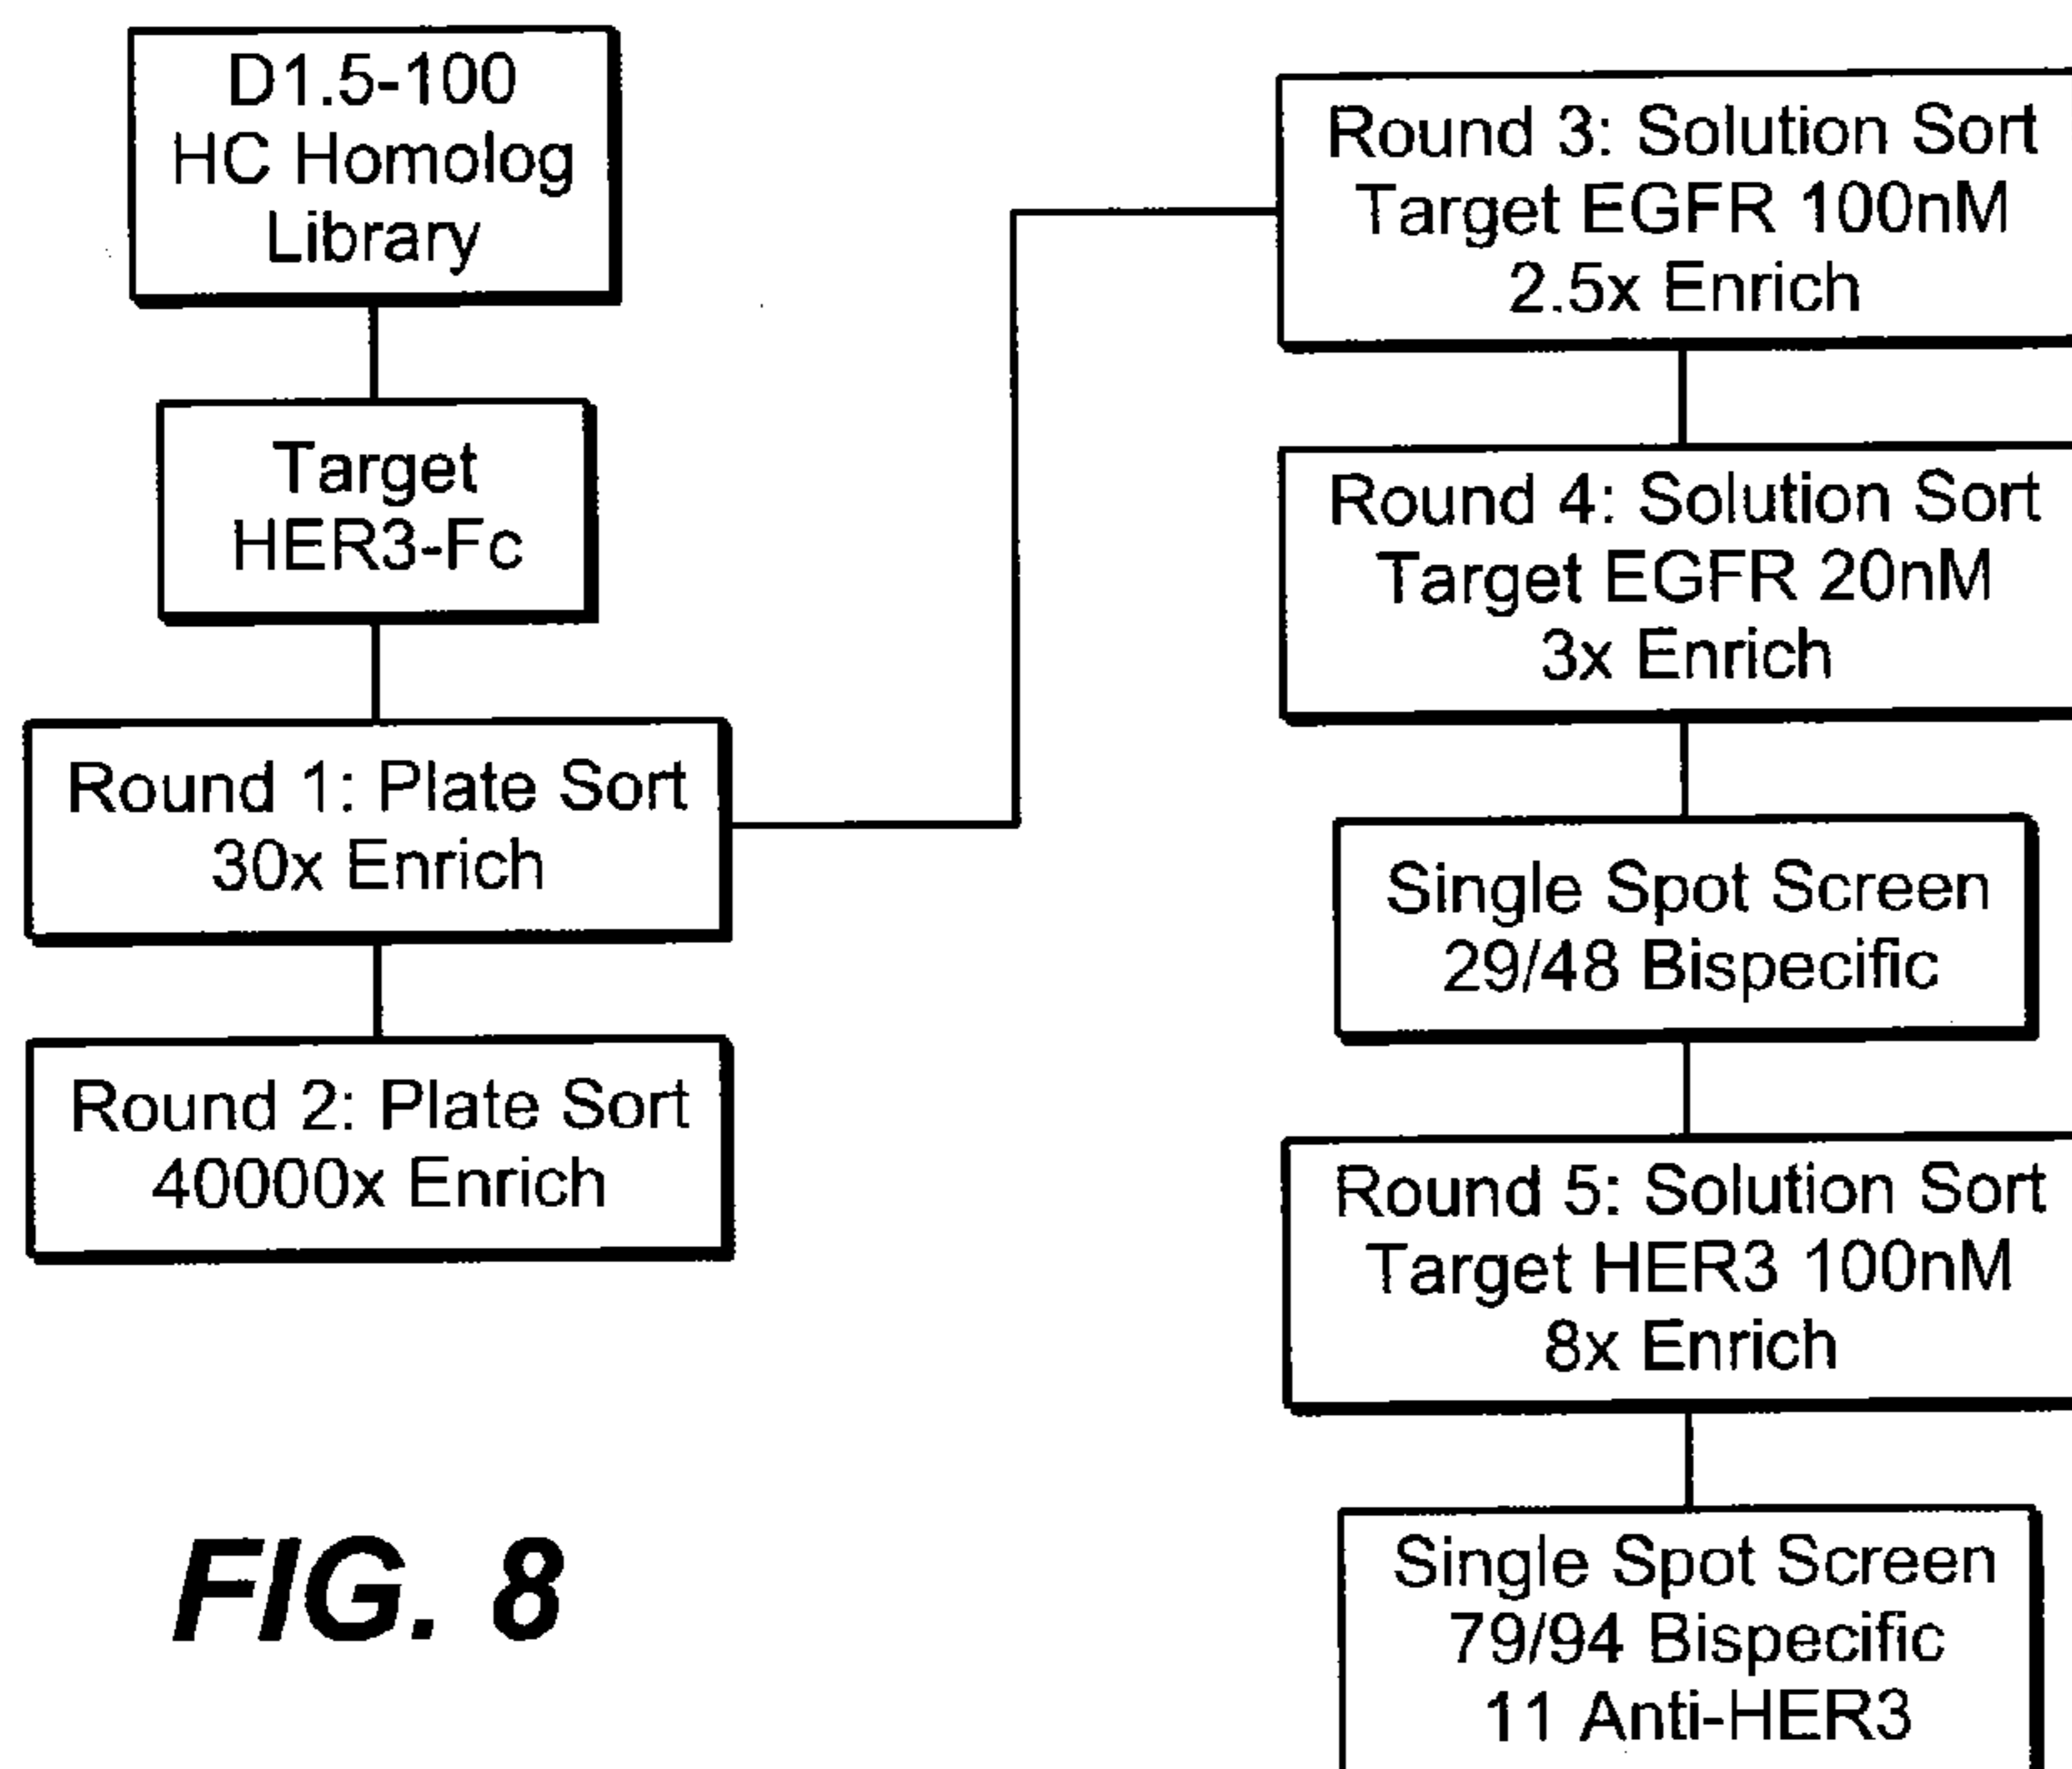 D1.5-100
HC Homolog
Library
Target
HER3-Fc
Round 1: Plate Sort
30x Enrich
Round 2: Plate Sort
40000x Enrich
Round 3: Solution Sort
Target EGFR 100nM
2.5x Enrich
Round 4: Solution Sort
Target EGFR 20nM
3x Enrich
Single Spot Screen
29/48 Bispecific
Round 5: Solution Sort
Target HER3 100nM
8x Enrich
Single Spot Screen
79/94 Bispecific
11 Anti-HER3
FIG. 8